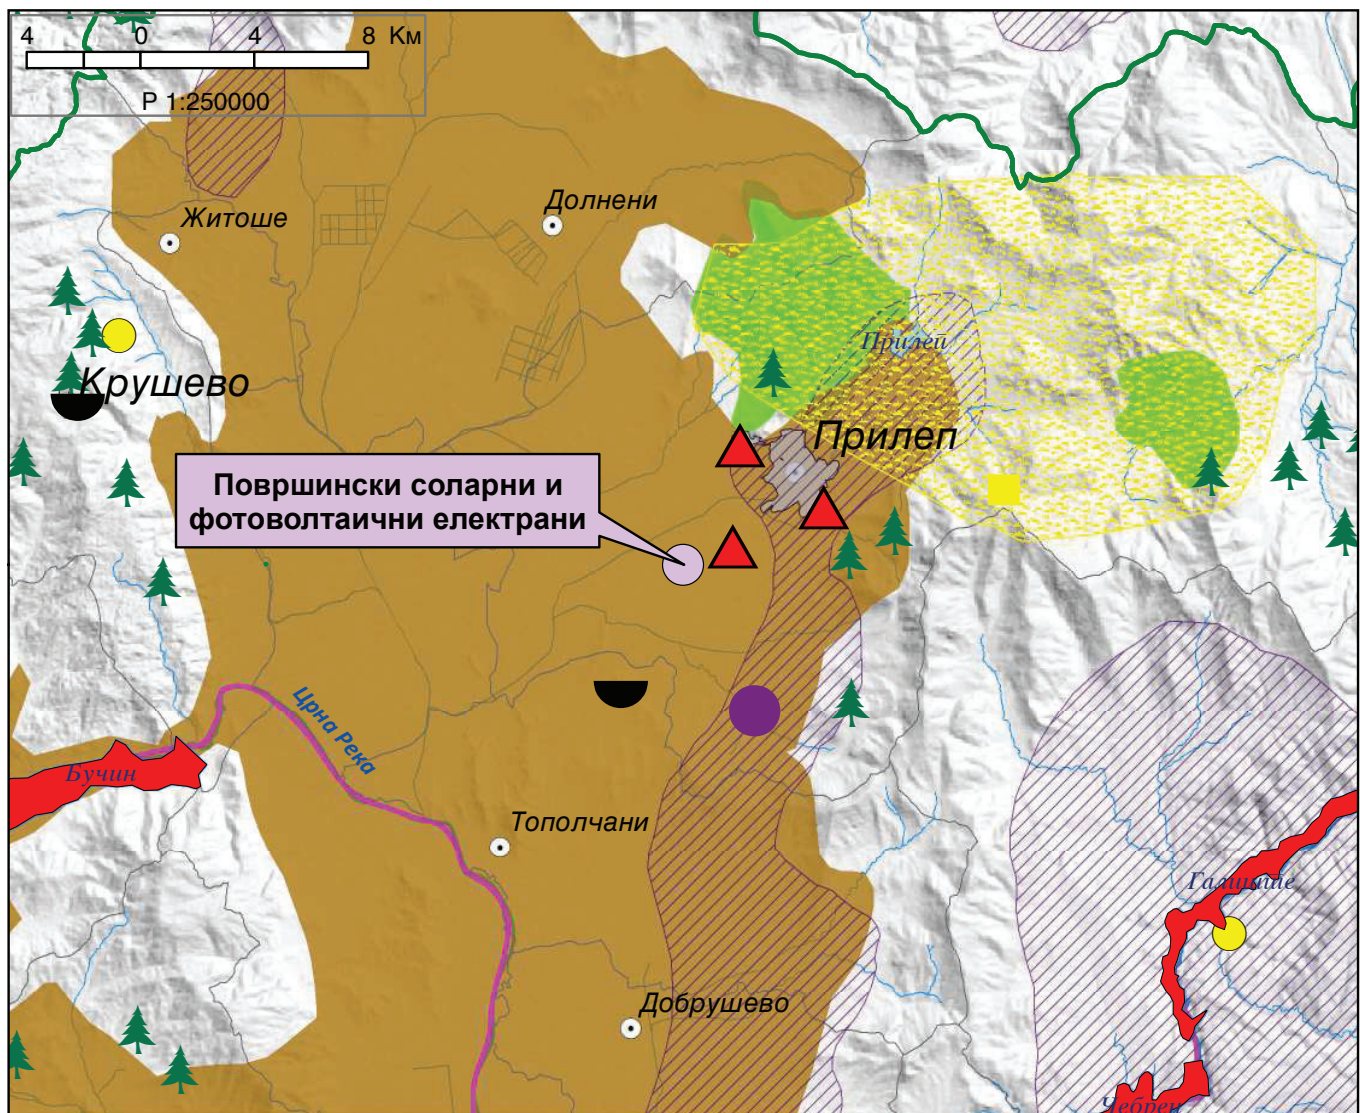 4 0 4 8 Км
Р 1:250000
Долнени
Житоше
Прилеп
Крушево
Прилеп
Површински соларни и
фотоволтаични електрани
Црна Река
Бучин
Тополчани
Галиште
Добрушево
Чебрен